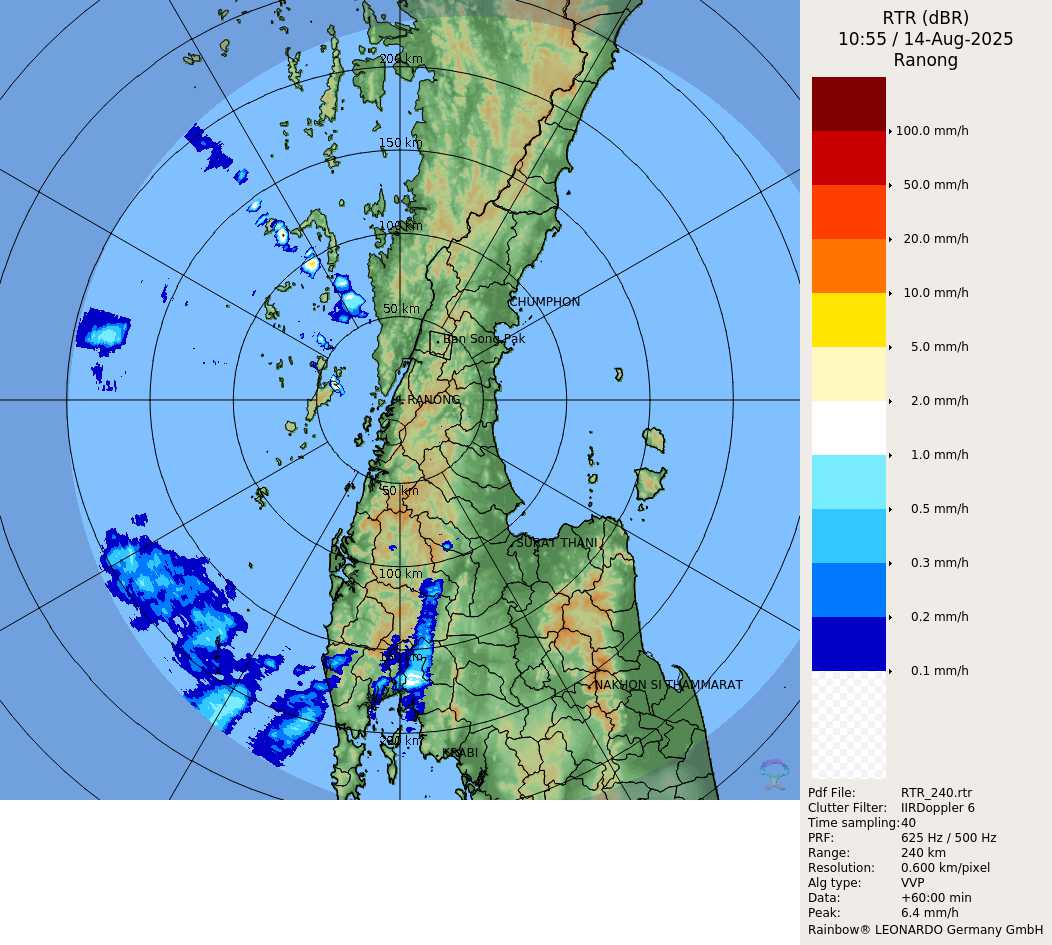 RTR (dBR)
10:55 / 14-Aug-2025
Ranong
200 km
150 km
100 km
50 km
CHUMPHON
Ban Song Pak
RANONG
50 km
SURAT THANI
100 km
NAKHON SI THAMMARAT
200 km
KRABI
100.0 mm/h
50.0 mm/h
20.0 mm/h
10.0 mm/h
5.0 mm/h
2.0 mm/h
1.0 mm/h
0.5 mm/h
0.3 mm/h
0.2 mm/h
0.1 mm/h
Pdf File: RTR_240.rtr
Clutter Filter: IIRDoppler 6
Time sampling:40
PRF: 625 Hz / 500 Hz
Range: 240 km
Resolution: 0.600 km/pixel
Alg type: VVP
Data: +60:00 min
Peak: 6.4 mm/h
Rainbow® LEONARDO Germany GmbH